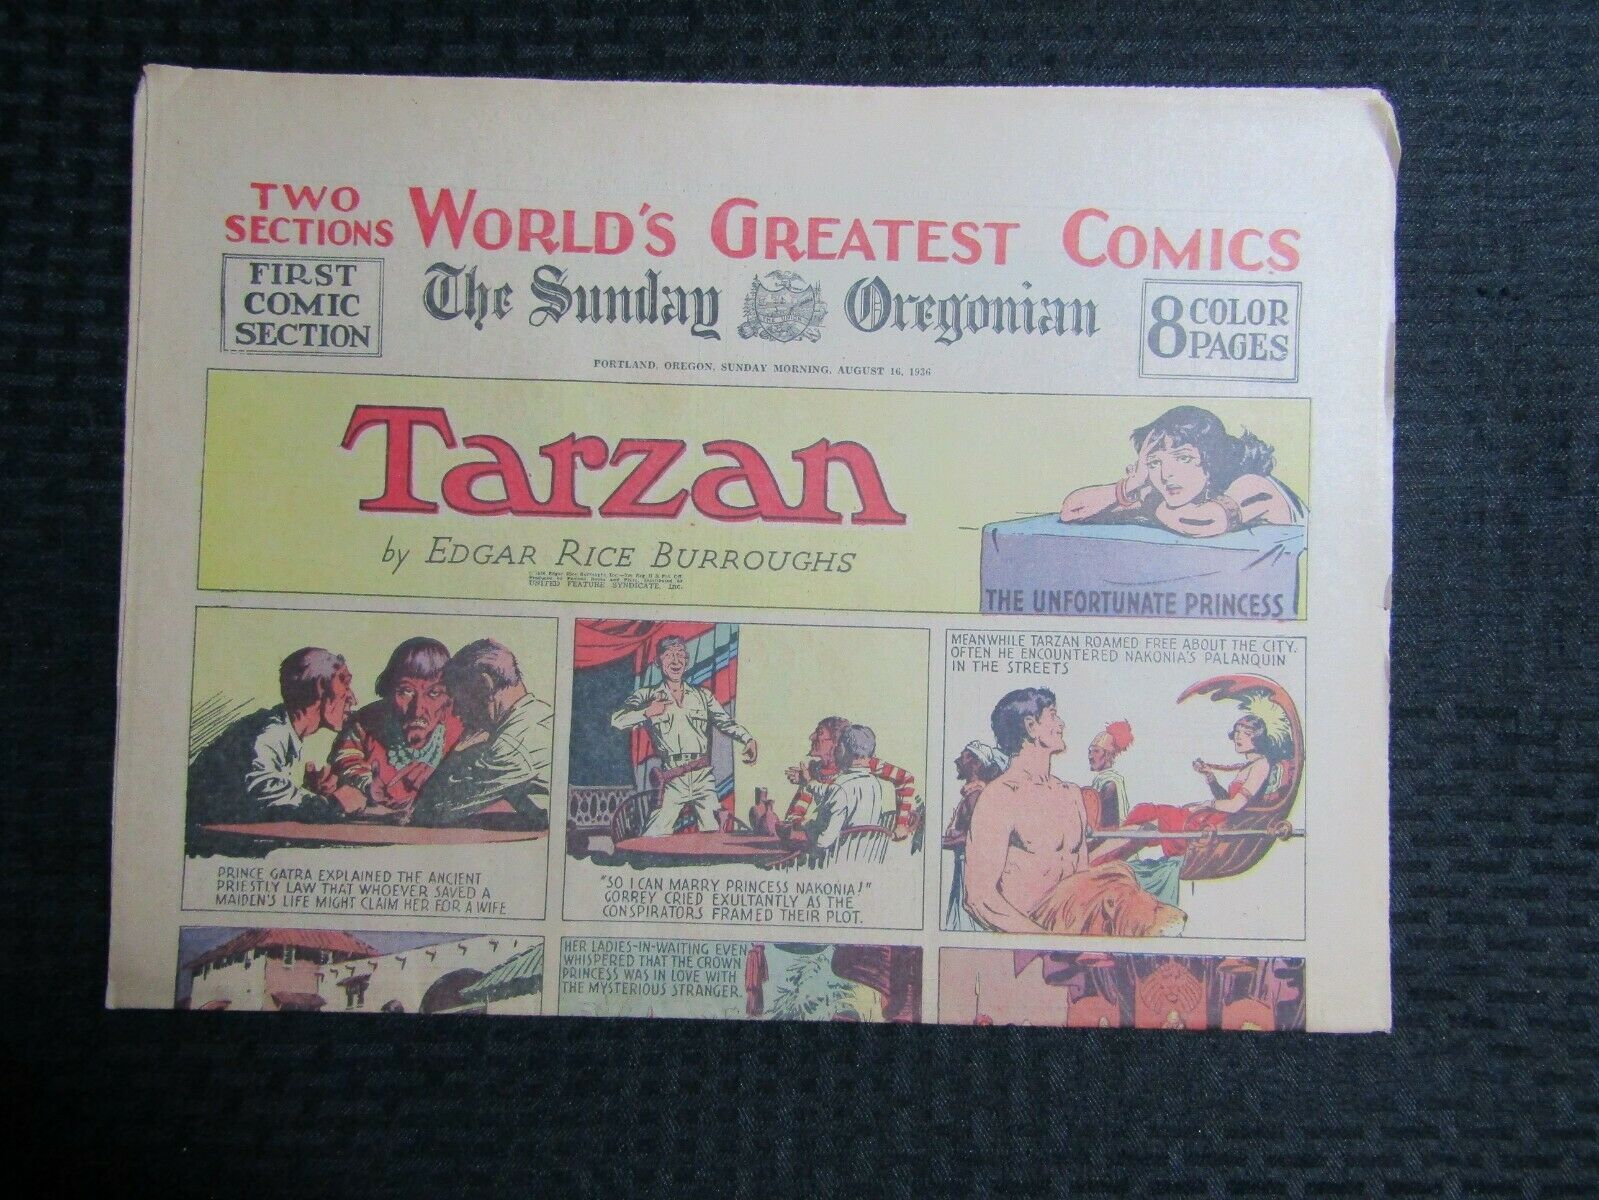 TWO
SECTIONS
WORLD'S GREATEST COMICS
FIRST
COMIC
SECTION
The Sunday Oregonian
8 COLOR
PAGES
PORTLAND, OREGON, SUNDAY MORNING, AUGUST 16, 1936
Tarzan
by EDGAR RICE BURROUGHS
UNITED FEATURE SYNDICATE, Inc.
THE UNFORTUNATE PRINCESS
PRINCE GATRA EXPLAINED THE ANCIENT
PRIESTLY LAW THAT WHOEVER SAVED A
MAIDEN'S LIFE MIGHT CLAIM HER FOR A WIFE
"SO I CAN MARRY PRINCESS NAKONIA!"
GORREY CRIED EXULTANTLY AS THE
CONSPIRATORS FRAMED THEIR PLOT.
MEANWHILE TARZAN ROAMED FREE ABOUT THE CITY.
OFTEN HE ENCOUNTERED NAKONIA'S PALANQUIN
IN THE STREETS
HER LADIES-IN-WAITING EVEN
WHISPERED THAT THE CROWN
PRINCESS WAS IN LOVE WITH
THE MYSTERIOUS STRANGER.